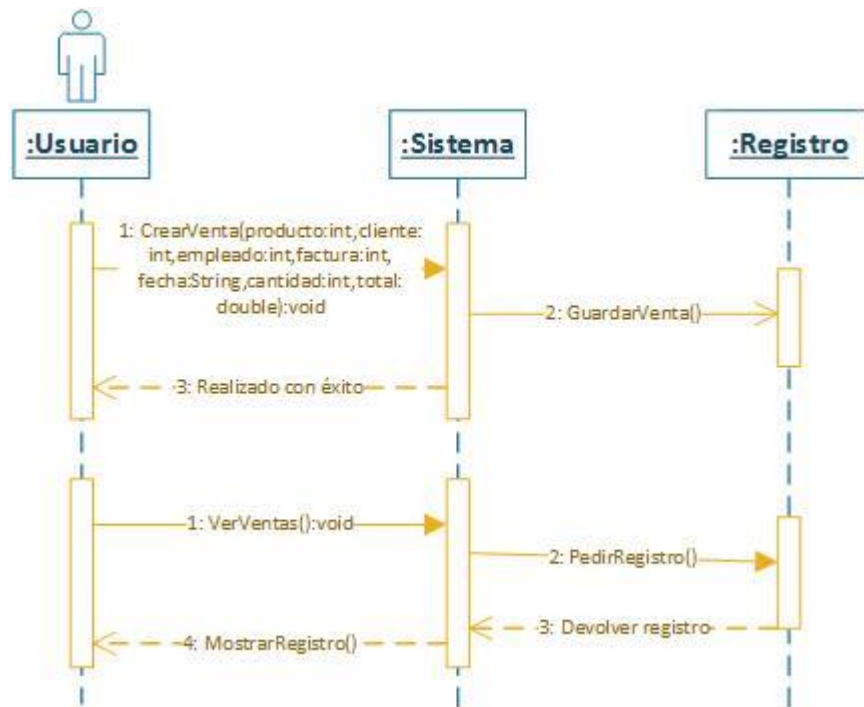 :Usuario
:Sistema
:Registro
1: CrearVenta(producto:int,cliente:
int,empleado:int,factura:int,
fecha:String,cantidad:int,total:
double):void
2: GuardarVenta()
3: Realizado con éxito
1: VerVentas():void
2: PedirRegistro()
3: Devolver registro
4: MostrarRegistro()